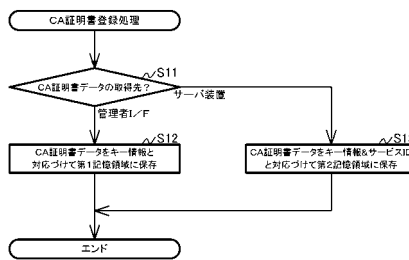 CA証明書登録処理
S11
CA証明書データの取得先？
サーバ装置
管理者I／F
S12
CA証明書データをキー情報と
対応づけて第1記憶領域に保存
S13
CA証明書データをキー情報&サービスID
と対応づけて第2記憶領域に保存
エンド